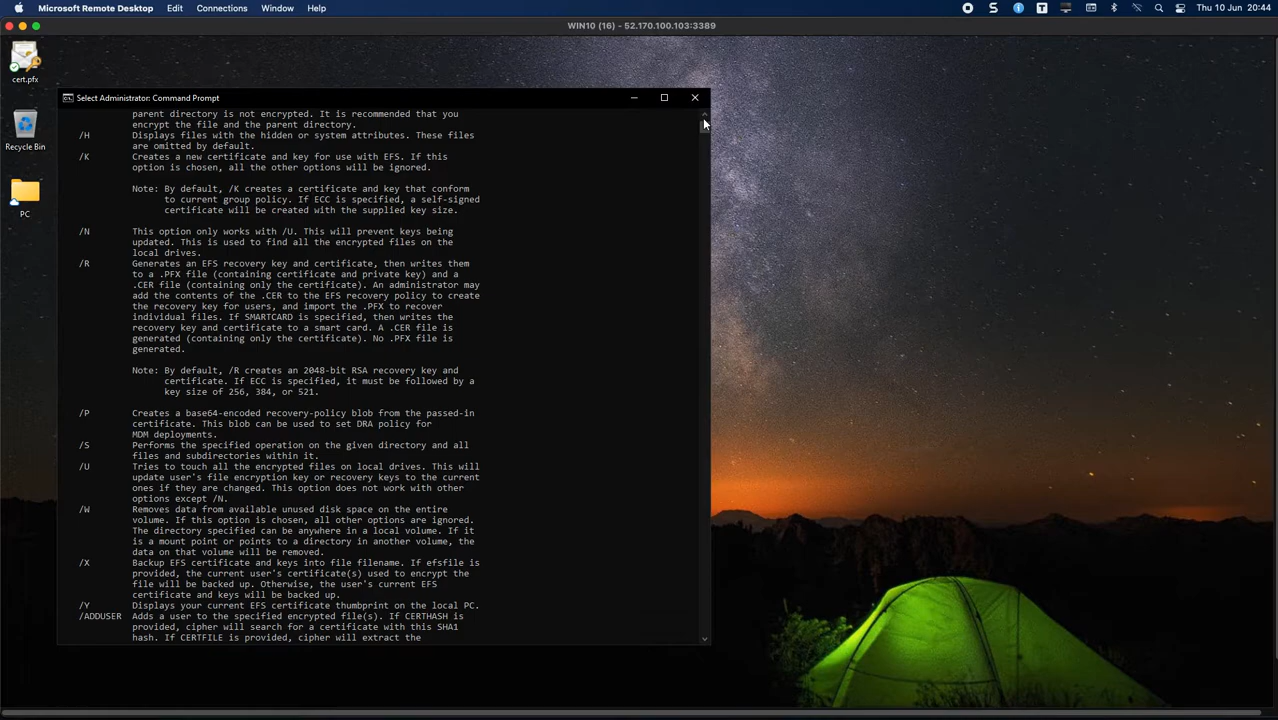 Microsoft Remote Desktop Edit Connections Window Help
Thu 10 Jun 20:44
WIN10 (16) - 52.170.100.103:3389
cert.pfx
Recycle Bin
PC
Select Administrator: Command Prompt
parent directory is not encrypted. It is recommended that you
encrypt the file and the parent directory.
/H Displays files with the hidden or system attributes. These files
are omitted by default.
/K Creates a new certificate and key for use with EFS. If this
option is chosen, all the other options will be ignored.
Note: By default, /K creates a certificate and key that conform
to current group policy. If ECC is specified, a self-signed
certificate will be created with the supplied key size.
/N This option only works with /U. This will prevent keys being
updated. This is used to find all the encrypted files on the
local drives.
/R Generates an EFS recovery key and certificate, then writes them
to a .PFX file (containing certificate and private key) and a
.CER file (containing only the certificate). An administrator may
add the contents of the .CER to the EFS recovery policy to create
the recovery key for users, and import the .PFX to recover
individual files. If SMARTCARD is specified, then writes the
recovery key and certificate to a smart card. A .CER file is
generated (containing only the certificate). No .PFX file is
generated.
Note: By default, /R creates an 2048-bit RSA recovery key and
certificate. If ECC is specified, it must be followed by a
key size of 256, 384, or 521.
/P Creates a base64-encoded recovery-policy blob from the passed-in
certificate. This blob can be used to set DRA policy for
MDM deployments.
/S Performs the specified operation on the given directory and all
files and subdirectories within it.
/U Tries to touch all the encrypted files on local drives. This will
update user's file encryption key or recovery keys to the current
ones if they are changed. This option does not work with other
options except /N.
/W Removes data from available unused disk space on the entire
volume. If this option is chosen, all other options are ignored.
The directory specified can be anywhere in a local volume. If it
is a mount point or points to a directory in another volume, the
data on that volume will be removed.
/X Backup EFS certificate and keys into file filename. If efsfile is
provided, the current user's certificate(s) used to encrypt the
file will be backed up. Otherwise, the user's current EFS
certificate and keys will be backed up.
/Y Displays your current EFS certificate thumbprint on the local PC.
/ADDUSER Adds a user to the specified encrypted file(s). If CERTHASH is
provided, cipher will search for a certificate with this SHA1
hash. If CERTFILE is provided, cipher will extract the